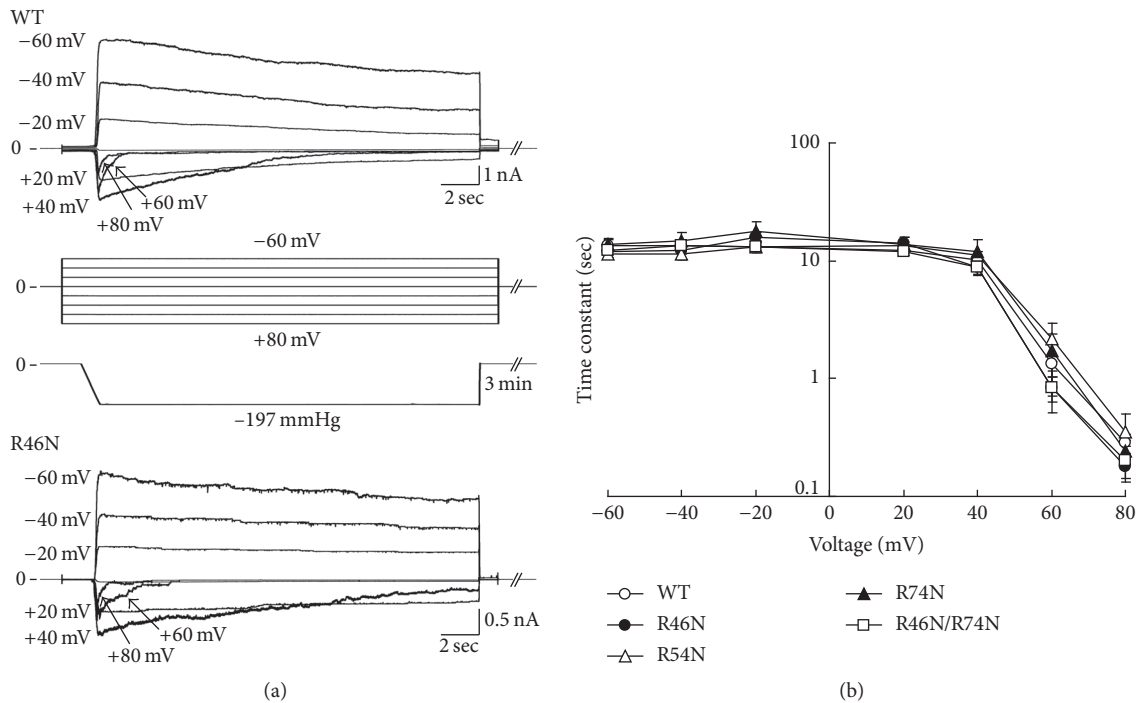 WT
−60 mV
−40 mV
−20 mV
0
+20 mV
+40 mV
+60 mV
+80 mV
1 nA
2 sec
−60 mV
0
+80 mV
0
3 min
−197 mmHg
R46N
−60 mV
−40 mV
−20 mV
0
+20 mV
+40 mV
+60 mV
+80 mV
0.5 nA
2 sec
(a)
100
10
1
0.1
Time constant (sec)
−60 −40 −20 0 20 40 60 80
Voltage (mV)
WT
R46N
R54N
R74N
R46N/R74N
(b)